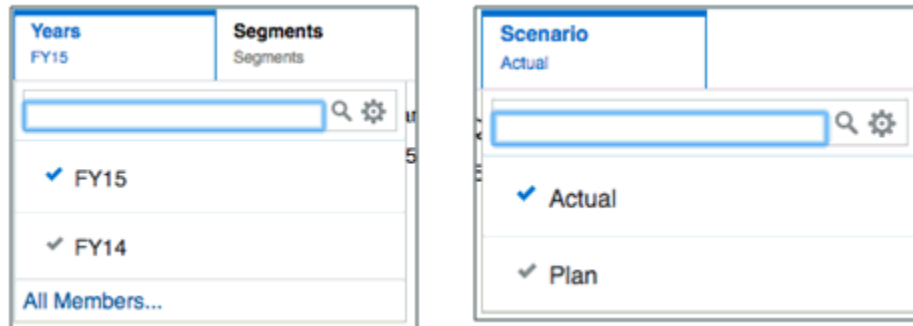 Years
FY15
Segments
Segments
FY15
FY14
All Members...
Scenario
Actual
Actual
Plan